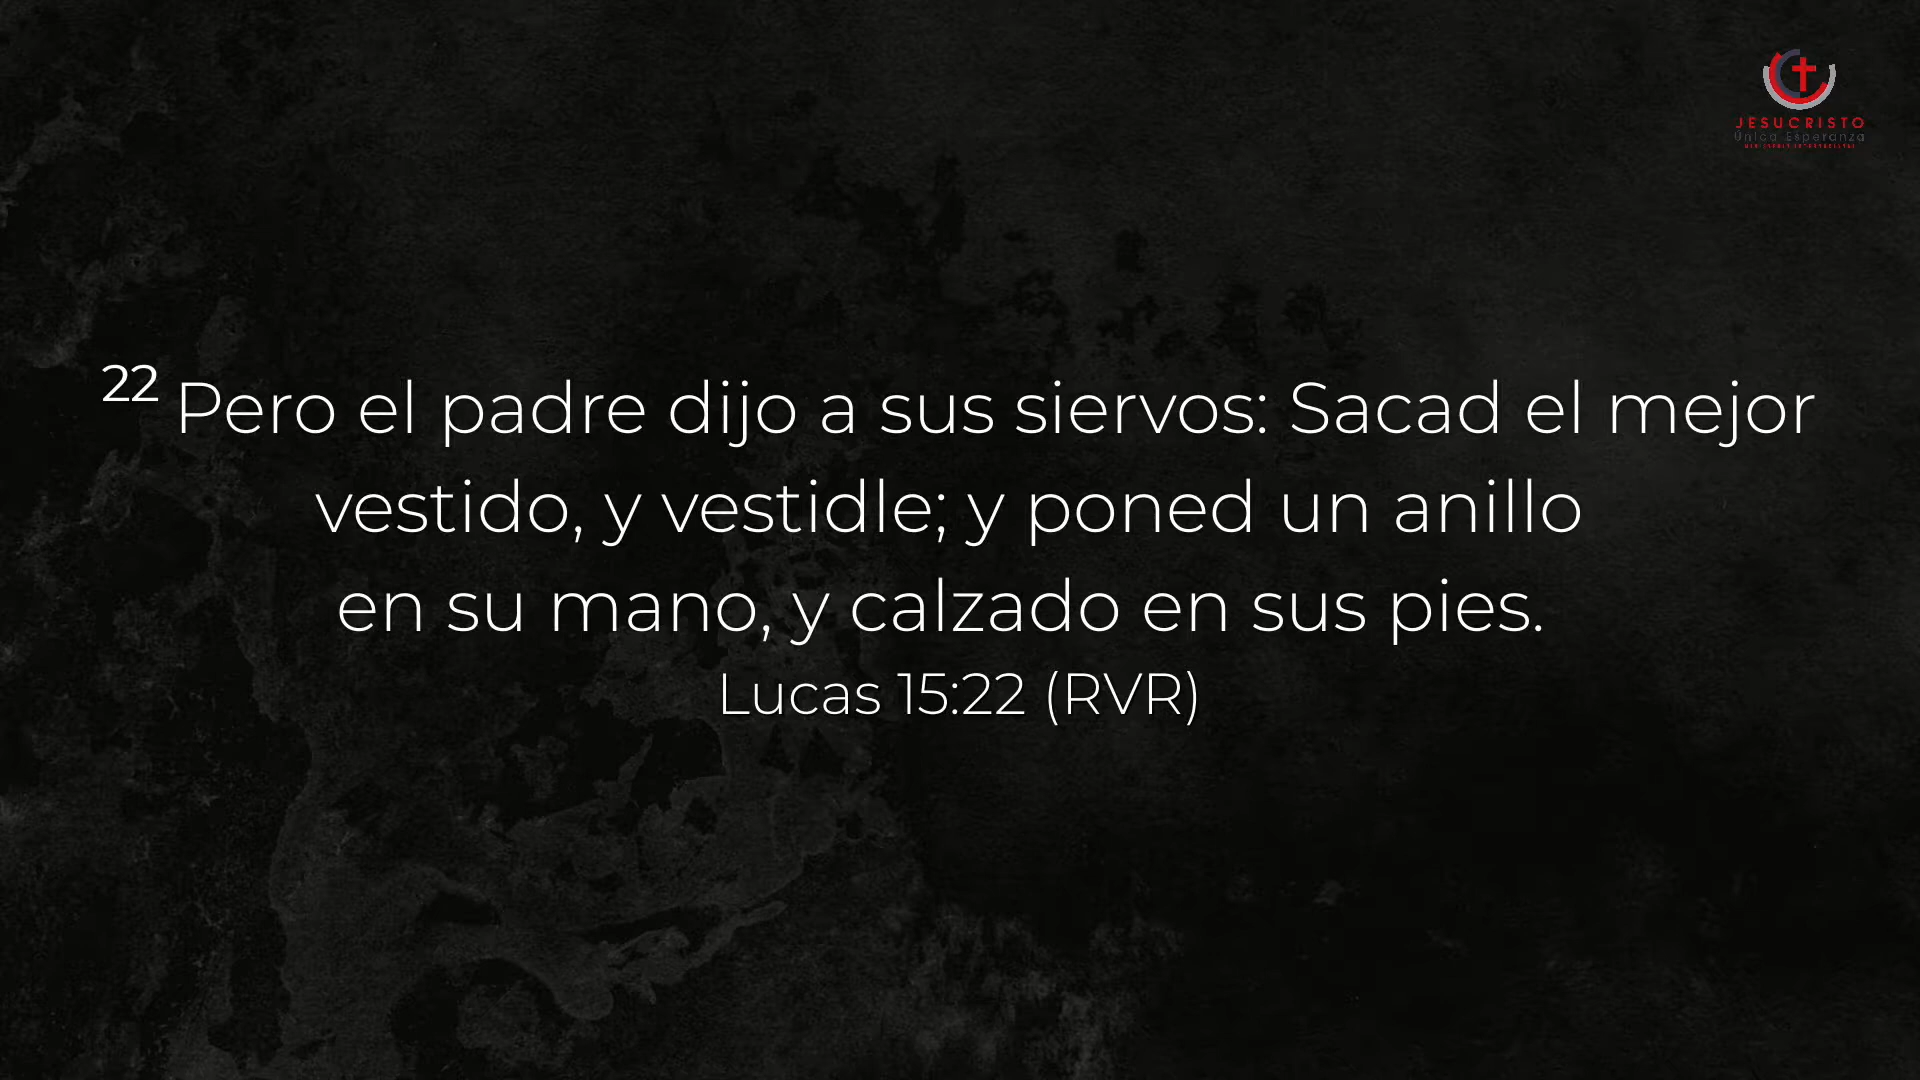 JESUCRISTO
Única Esperanza
22 Pero el padre dijo a sus siervos: Sacad el mejor
vestido, y vestidle; y poned un anillo
en su mano, y calzado en sus pies.
Lucas 15:22 (RVR)